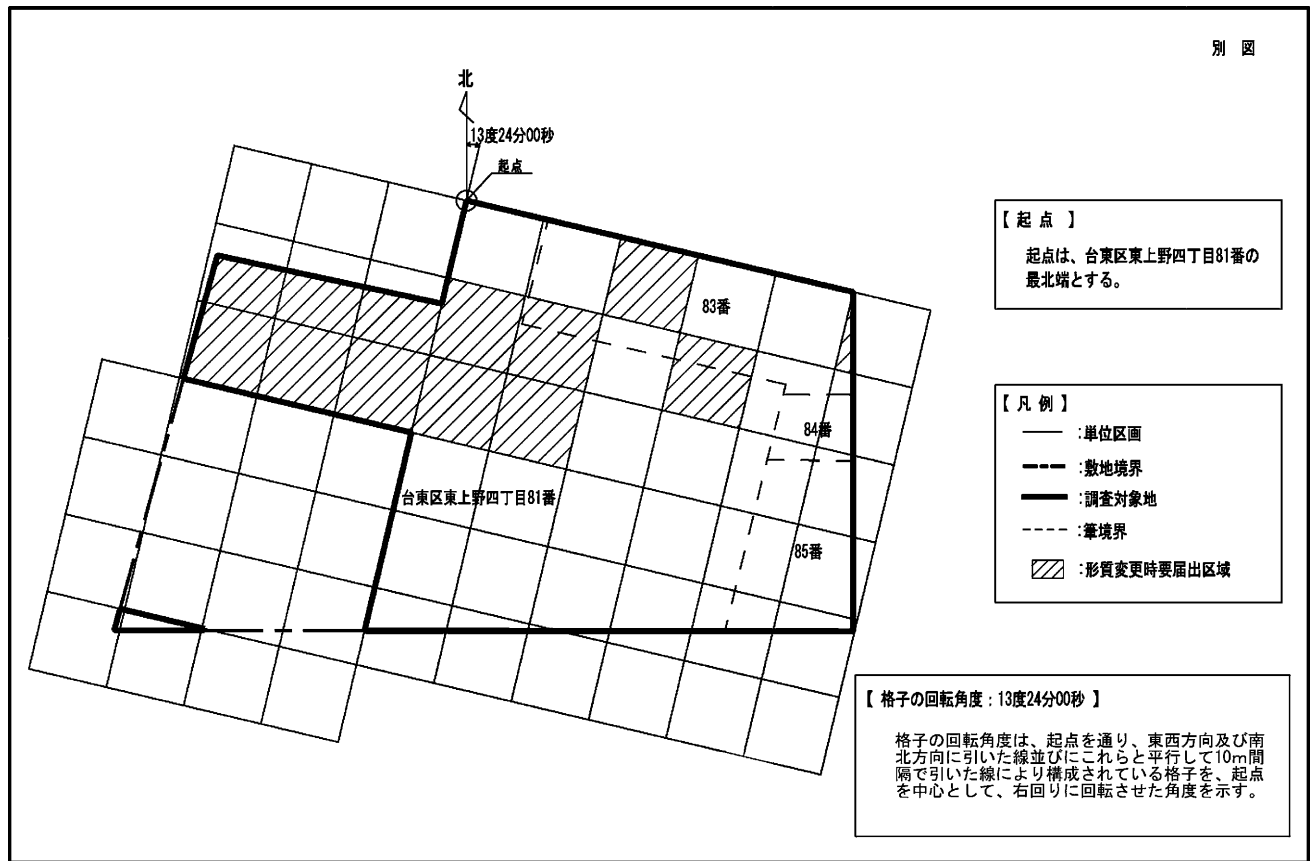 別 図
北
13度24分00秒
起点
83番
84番
台東区東上野四丁目81番
85番
【 起 点 】
起点は、台東区東上野四丁目81番の
最北端とする。
【 凡 例 】
:単位区画
:敷地境界
:調査対象地
:筆境界
:形質変更時要届出区域
【 格子の回転角度：13度24分00秒 】
格子の回転角度は、起点を通り、東西方向及び南
北方向に引いた線並びにこれらと平行して10m間
隔で引いた線により構成されている格子を、起点
を中心として、右回りに回転させた角度を示す。